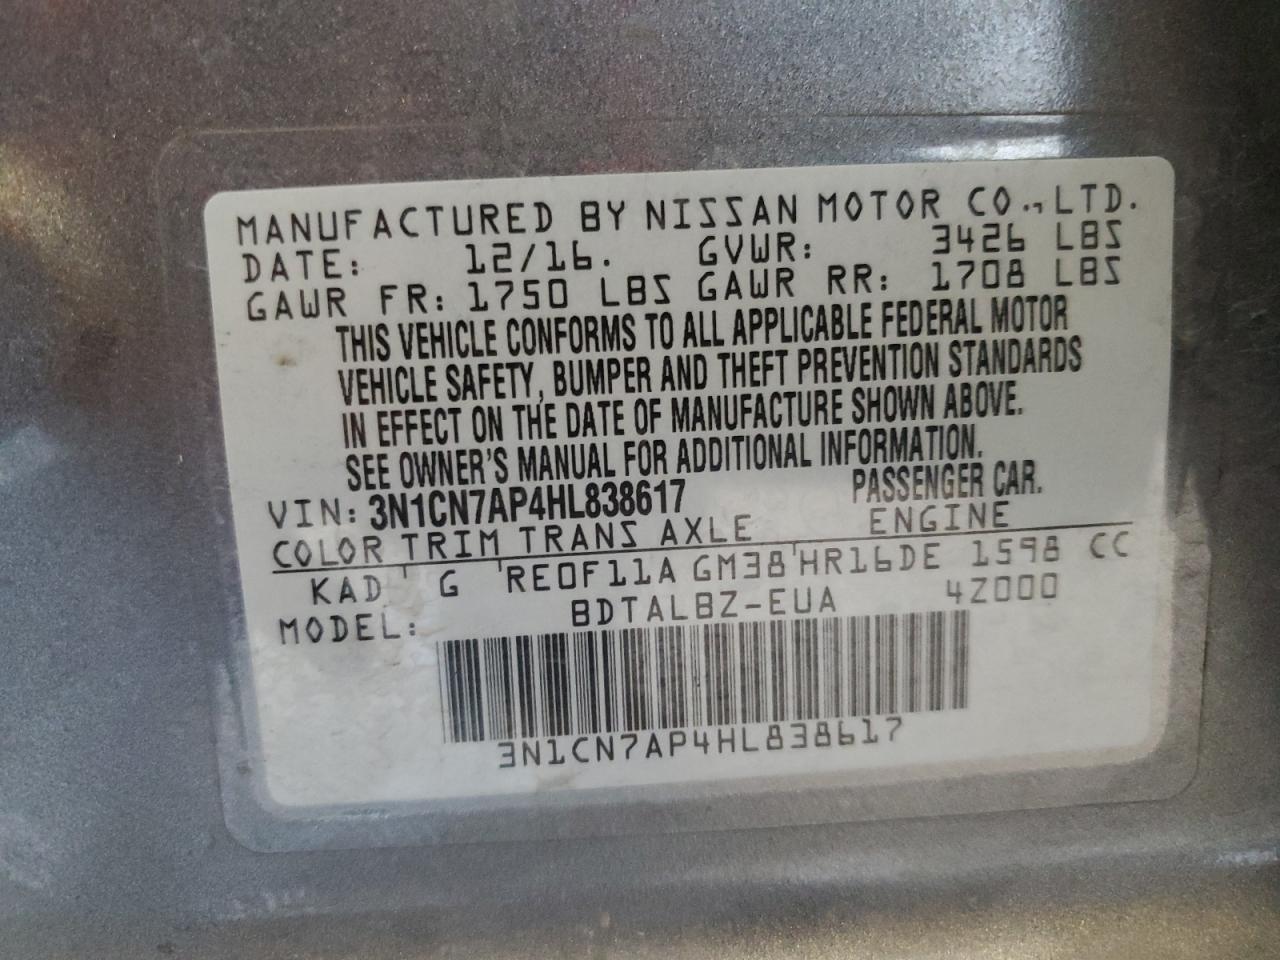 MANUFACTURED BY NISSAN MOTOR CO., LTD.
DATE: 12/16. GVWR: 3426 LBS
GAWR FR: 1750 LBS GAWR RR: 1708 LBS
THIS VEHICLE CONFORMS TO ALL APPLICABLE FEDERAL MOTOR
VEHICLE SAFETY, BUMPER AND THEFT PREVENTION STANDARDS
IN EFFECT ON THE DATE OF MANUFACTURE SHOWN ABOVE.
SEE OWNER'S MANUAL FOR ADDITIONAL INFORMATION.
VIN: 3N1CN7AP4HL838617 PASSENGER CAR.
COLOR TRIM TRANS AXLE ENGINE
KAD G RE0F11A GM38 HR16DE 1598 CC
MODEL: BDTALBZ-EUA 4Z000
3N1CN7AP4HL838617